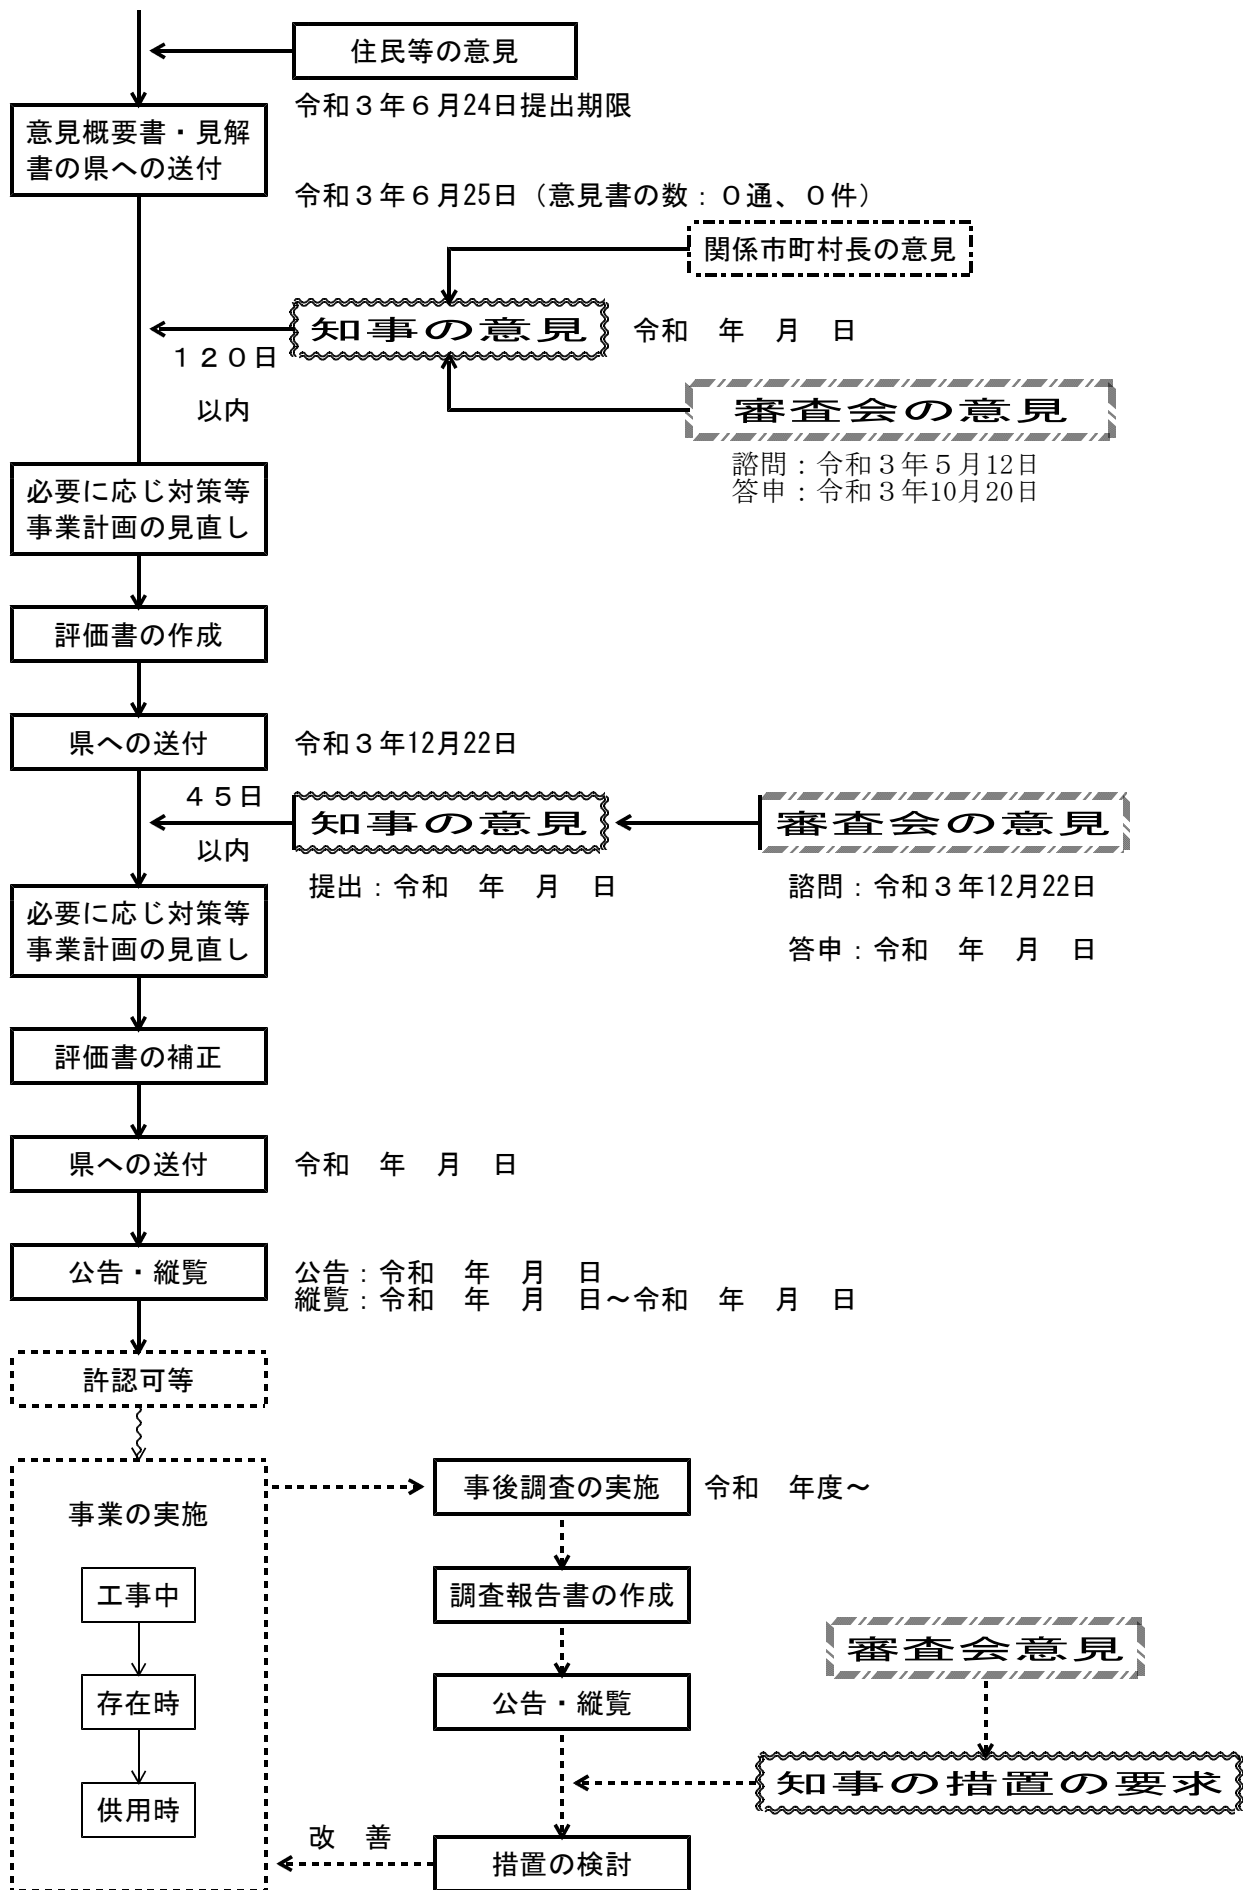 住民等の意見
令和３年６月24日提出期限
意見概要書・見解
書の県への送付
令和３年６月25日（意見書の数：０通、０件）
関係市町村長の意見
知事の意見
令和　年　月　日
１２０日
以内
審査会の意見
諮問：令和３年５月12日
答申：令和３年10月20日
必要に応じ対策等
事業計画の見直し
評価書の作成
県への送付
令和３年12月22日
４５日
以内
知事の意見
審査会の意見
提出：令和　年　月　日
諮問：令和３年12月22日
答申：令和　年　月　日
必要に応じ対策等
事業計画の見直し
評価書の補正
県への送付
令和　年　月　日
公告・縦覧
公告：令和　年　月　日
縦覧：令和　年　月　日～令和　年　月　日
許認可等
事業の実施
工事中
存在時
供用時
事後調査の実施
令和　年度～
調査報告書の作成
審査会意見
公告・縦覧
知事の措置の要求
改　善
措置の検討